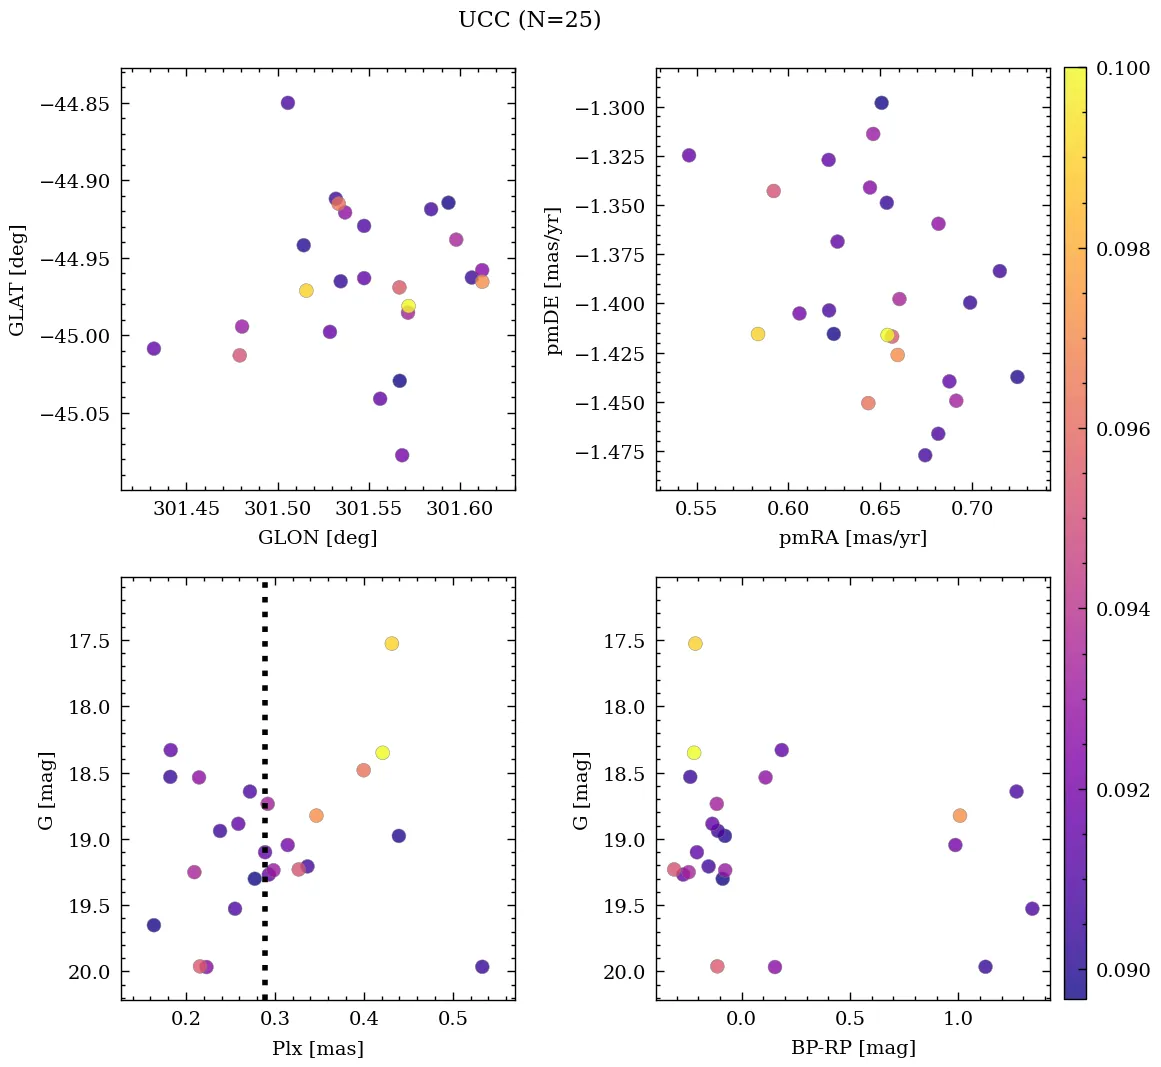 UCC (N=25)
−44.85
−44.90
−44.95
−45.00
−45.05
GLAT [deg]
301.45 301.50 301.55 301.60
GLON [deg]
−1.300
−1.325
−1.350
−1.375
−1.400
−1.425
−1.450
−1.475
pmDE [mas/yr]
0.55 0.60 0.65 0.70
pmRA [mas/yr]
0.100
0.098
0.096
0.094
0.092
0.090
17.5
18.0
18.5
19.0
19.5
20.0
G [mag]
0.2 0.3 0.4 0.5
Plx [mas]
17.5
18.0
18.5
19.0
19.5
20.0
G [mag]
0.0 0.5 1.0
BP-RP [mag]